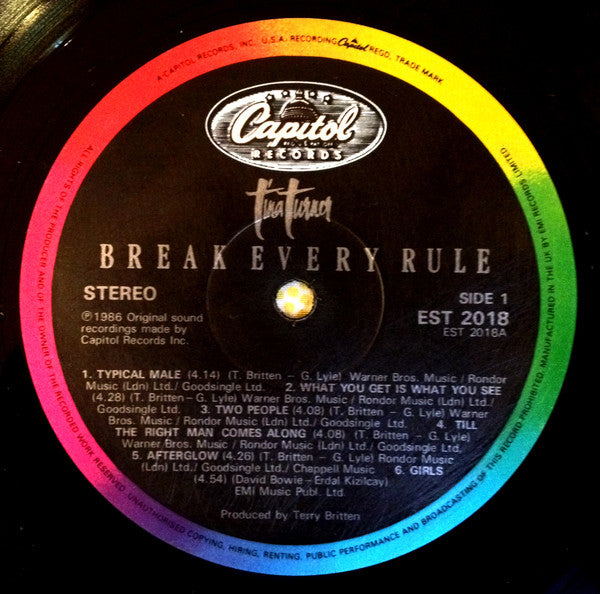 A CAPITOL RECORDS, INC., U.S.A. RECORDING Capitol REGD. TRADE MARK
Capitol
RECORDS
Tina Turner
BREAK EVERY RULE
STEREO
SIDE 1
℗1986 Original sound
recordings made by
Capitol Records Inc.
EST 2018
EST 2018A
1. TYPICAL MALE (4.14) (T. Britten – G. Lyle) Warner Bros. Music / Rondor
Music (Ldn) Ltd./ Goodsingle Ltd. 2. WHAT YOU GET IS WHAT YOU SEE
(4.28) (T. Britten – G. Lyle) Warner Bros. Music / Rondor Music (Ldn) Ltd./
Goodsingle Ltd. 3. TWO PEOPLE (4.08) (T. Britten – G. Lyle) Warner
Bros. Music / Rondor Music (Ldn) Ltd./ Goodsingle Ltd. 4. TILL
THE RIGHT MAN COMES ALONG (4.08) (T. Britten – G. Lyle)
Warner Bros. Music / Rondor Music (Ldn) Ltd./ Goodsingle Ltd.
5. AFTERGLOW (4.26) (T. Britten – G. Lyle) Rondor Music
(Ldn) Ltd./ Goodsingle Ltd./ Chappell Music 6. GIRLS
(4.54) (David Bowie – Erdal Kizilcay)
EMI Music Publ. Ltd.
Produced by Terry Britten
ALL RIGHTS OF THE PRODUCER AND OF THE OWNER OF THE RECORDED WORK RESERVED. UNAUTHORISED COPYING, HIRING, RENTING, PUBLIC PERFORMANCE AND BROADCASTING OF THIS RECORD PROHIBITED. MANUFACTURED IN THE UK BY EMI RECORDS LIMITED